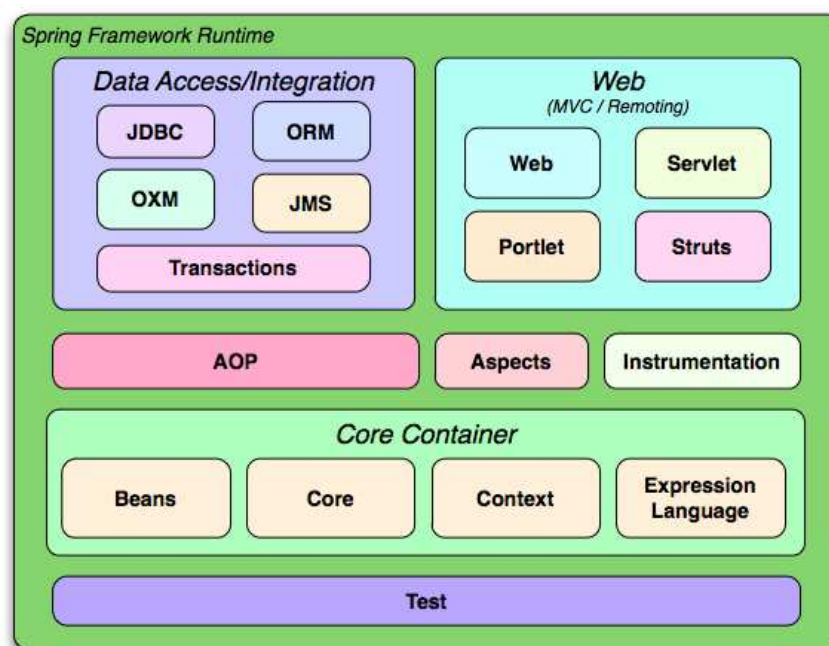 Spring Framework Runtime
Data Access/Integration
JDBC
ORM
OXM
JMS
Transactions
Web
(MVC / Remoting)
Web
Servlet
Portlet
Struts
AOP
Aspects
Instrumentation
Core Container
Beans
Core
Context
Expression
Language
Test